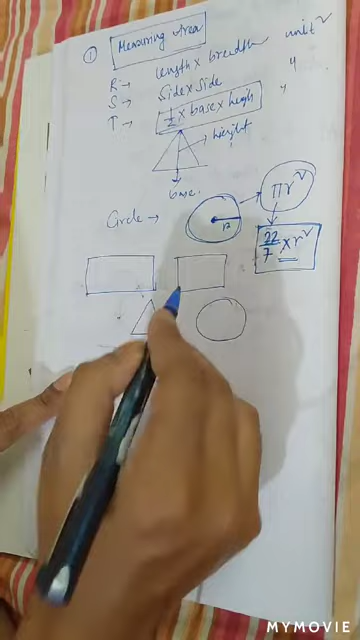 ① Measuring Area
R → length x breadth unit²
S → side x side "
T → 1/2 x base x heigh "
height
base.
Circle → r πr²
22/7 x r²
MYMOVIE